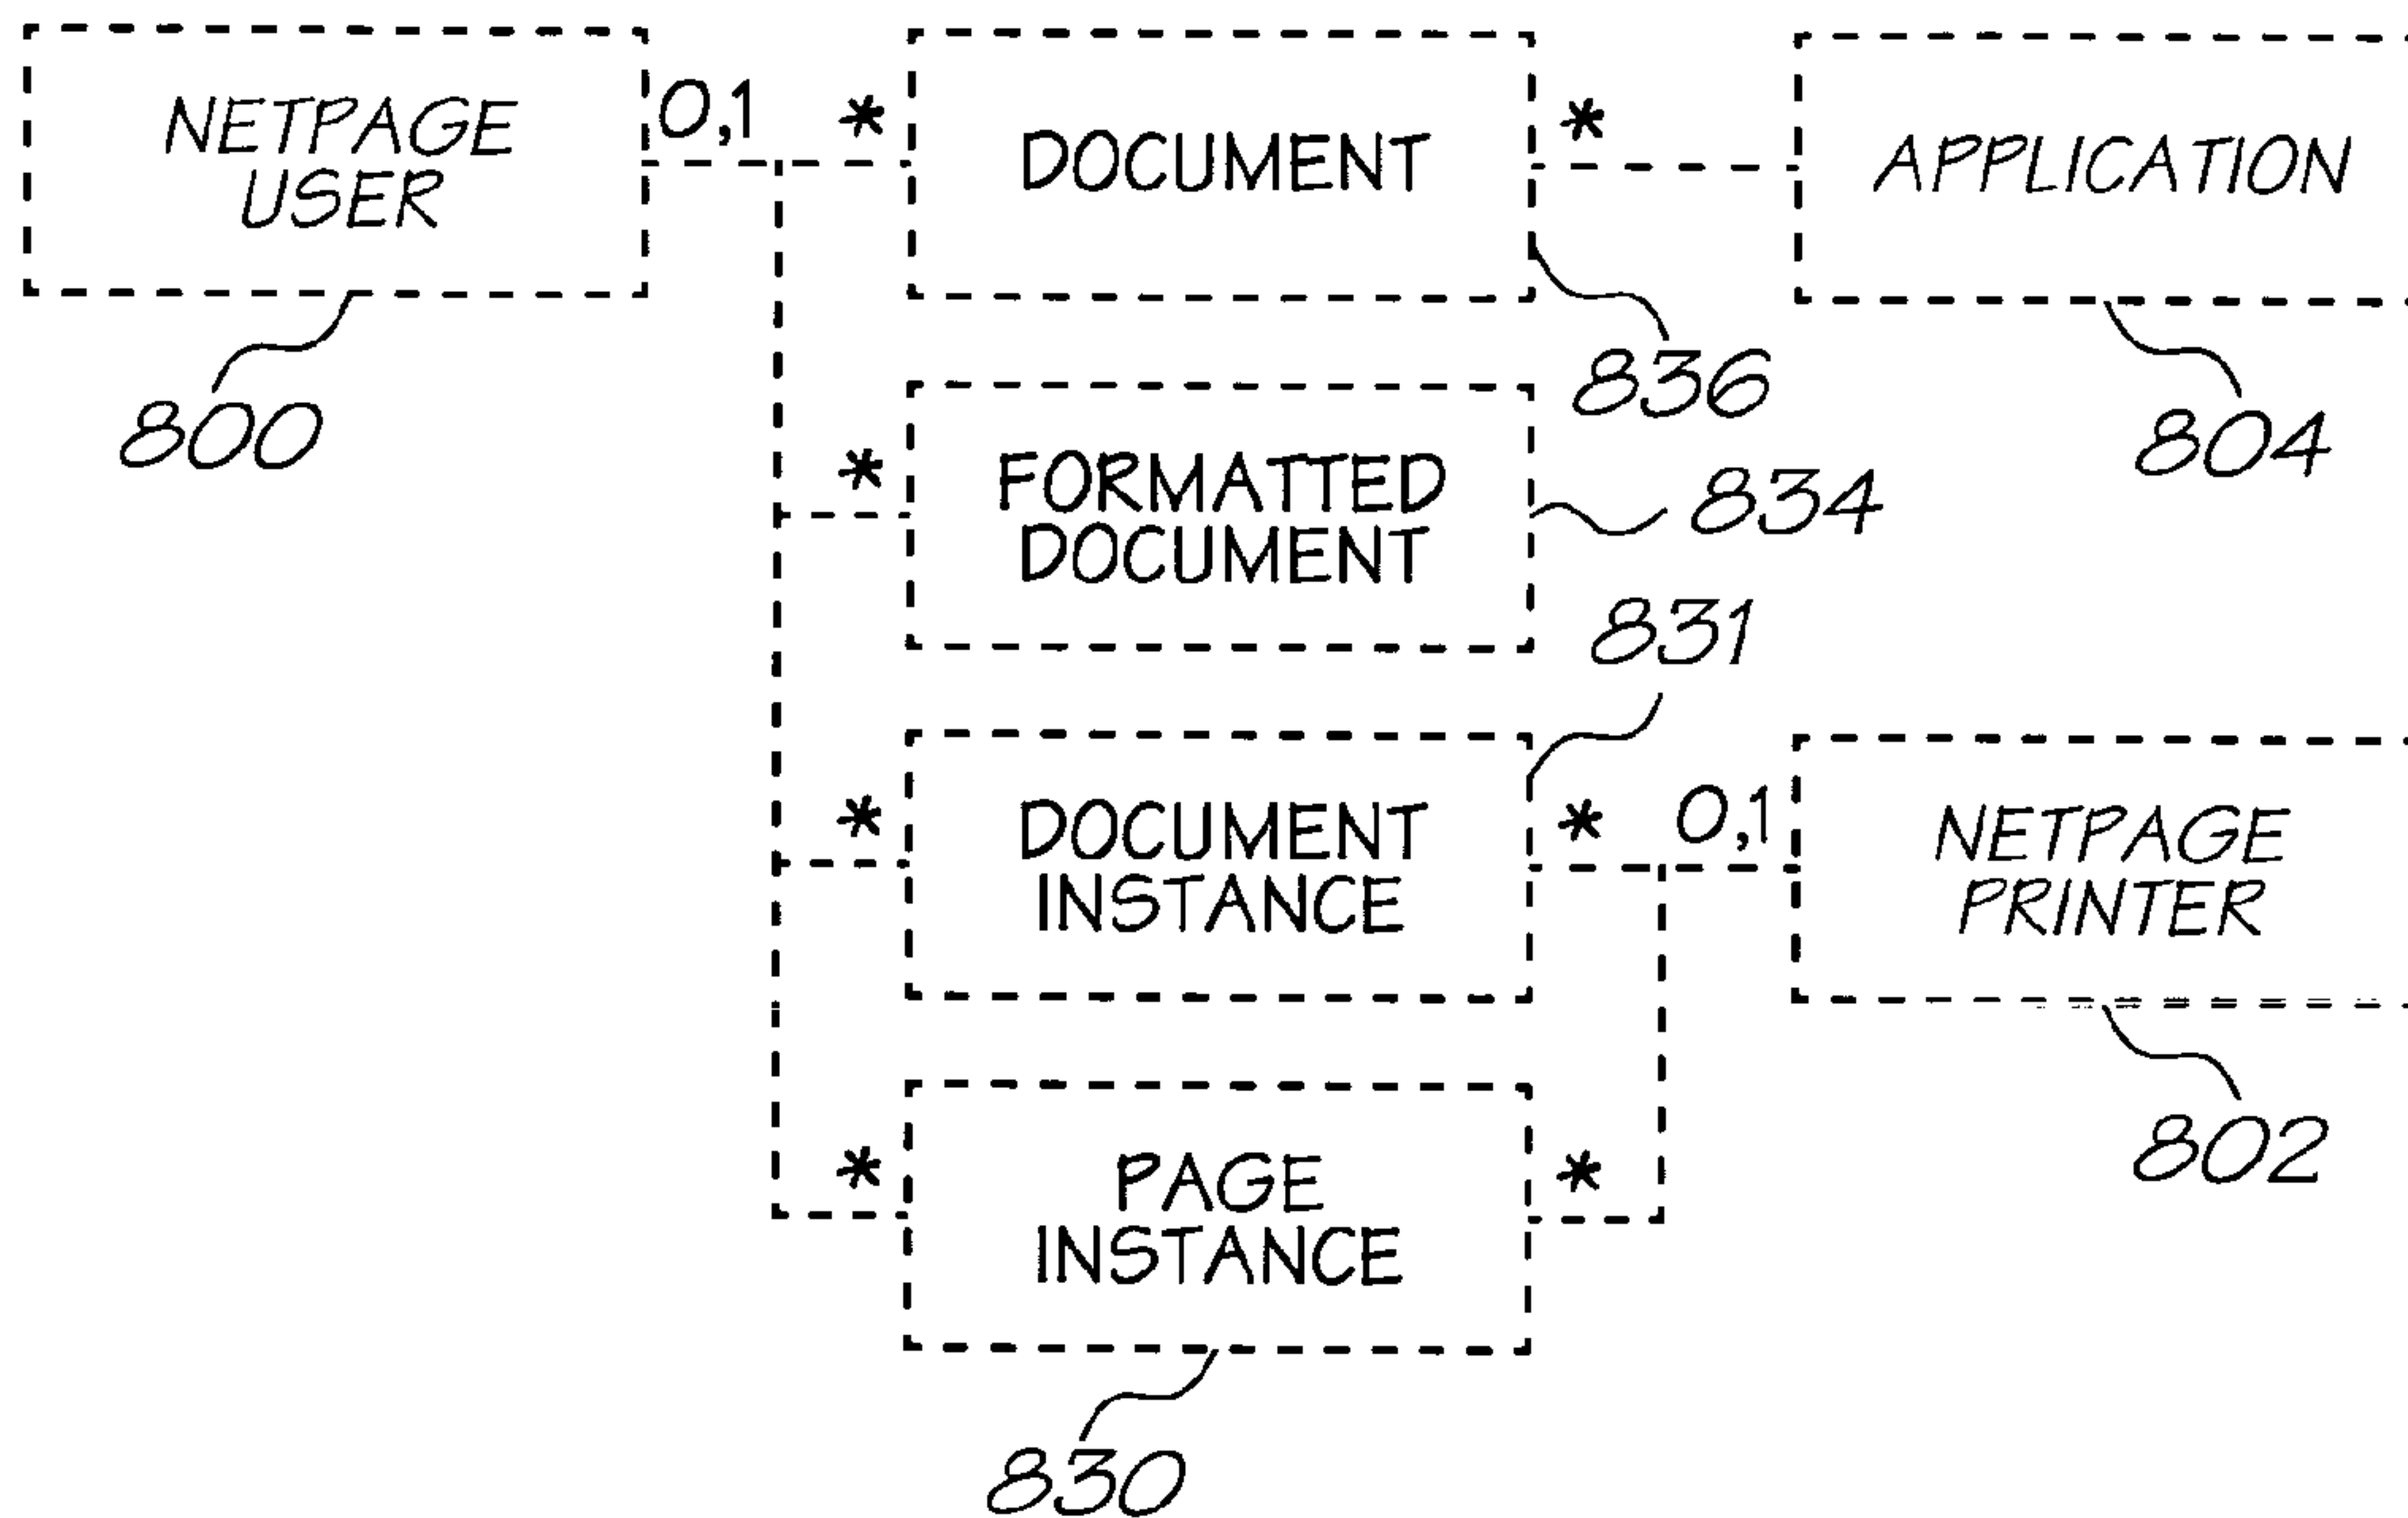 NETPAGE
USER
0,1
*
DOCUMENT
*
APPLICATION
800
836
804
*
FORMATTED
DOCUMENT
834
831
*
DOCUMENT
INSTANCE
*
0,1
NETPAGE
PRINTER
802
*
PAGE
INSTANCE
*
830